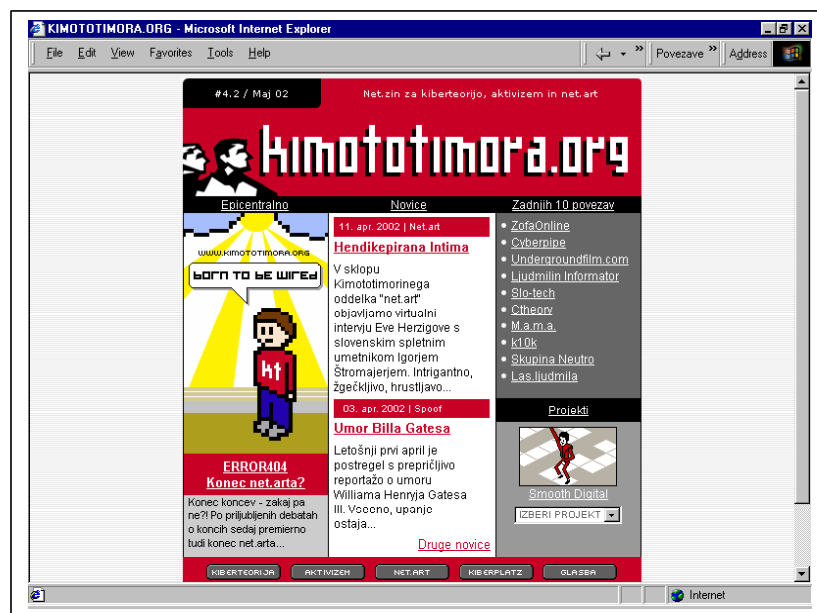 KIMOTOTIMORA.ORG - Microsoft Internet Explorer
File Edit View Favorites Tools Help
Povezave
Address
#4.2 / Maj 02
Net.zin za kiberteorijo, aktivizem in net.art
kimototimora.org
Epicentralno
WWW.KIMOTOTIMORA.ORG
BORN TO BE WIRED
ht
ERROR404
Konec net.arta?
Konec koncev - zakaj pa
ne?! Po priljubljenih debatah
o koncih sedaj premierno
tudi konec net.arta...
Novice
11. apr. 2002 | Net.art
Hendikepirana Intima
V sklopu
Kimototimorinega
oddelka "net.art"
objavljamo virtualni
intervju Eve Herzigove s
slovenskim spletnim
umetnikom Igorjem
Štromajerjem. Intrigantno,
žgečkljivo, hrustljavo...
03. apr. 2002 | Spoof
Umor Billa Gatesa
Letošnji prvi april je
postregel s prepričljivo
reportažo o umoru
Williama Henryja Gatesa
III. Vseeno, upanje
ostaja...
Druge novice
Zadnjih 10 povezav
ZofaOnline
Cyberpipe
Undergroundfilm.com
Ljudmilin Informator
Slo-tech
Ctheory
M.a.m.a.
k10k
Skupina Neutro
Las.ljudmila
Projekti
Smooth Digital
IZBERI PROJEKT
KIBERTEORIJA AKTIVIZEM NET.ART KIBERPLATZ GLASBA
Internet